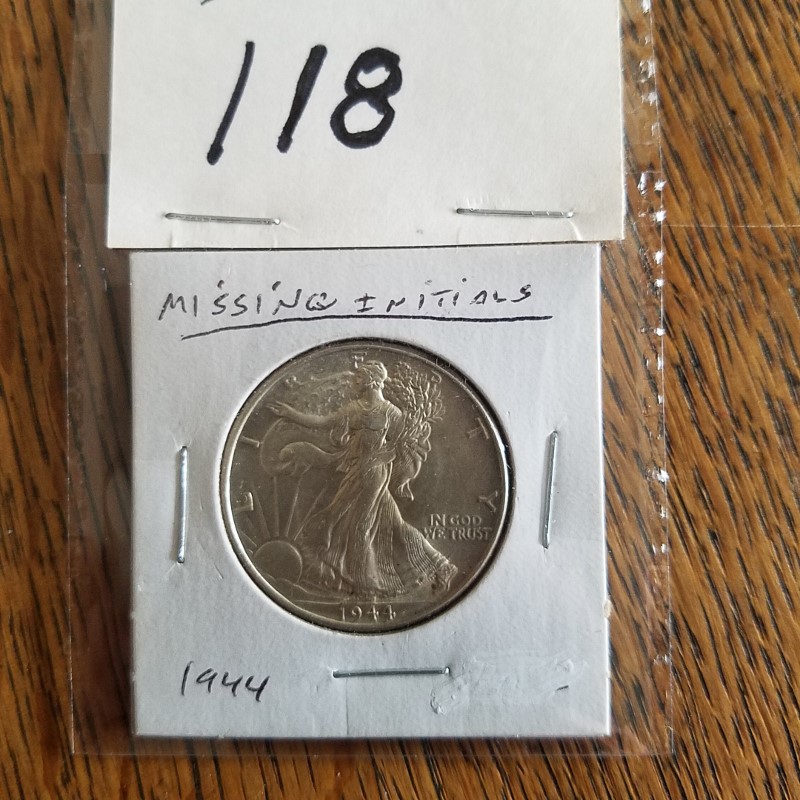 118
MISSING INITIALS
LIBERTY
IN GOD
WE TRUST
1944
1944